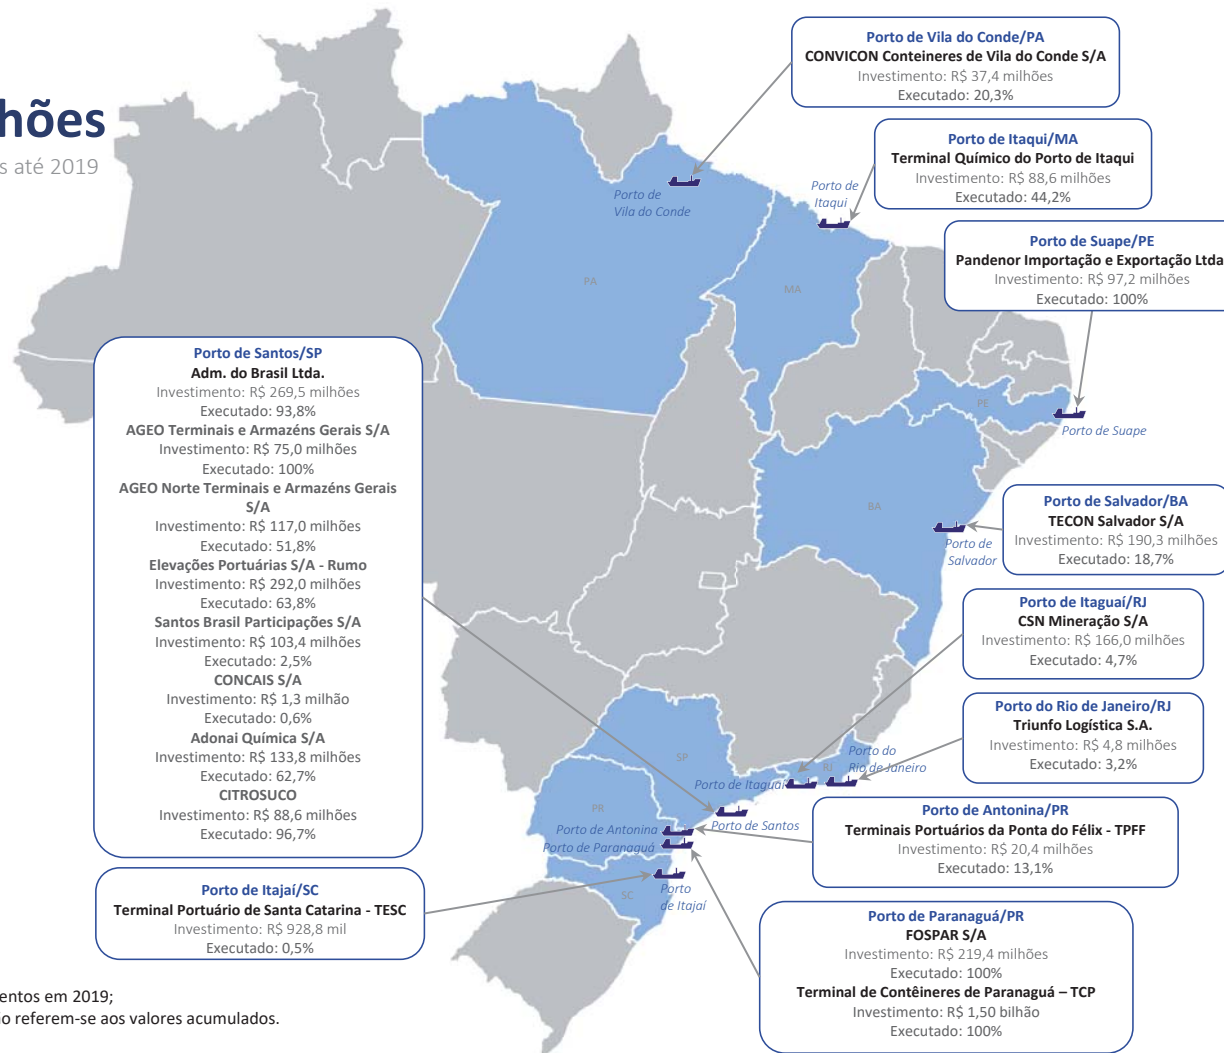 hões
s até 2019
Porto de Vila do Conde/PA
CONVICON Conteineres de Vila do Conde S/A
Investimento: R$ 37,4 milhões
Executado: 20,3%
Porto de Itaqui/MA
Terminal Químico do Porto de Itaqui
Investimento: R$ 88,6 milhões
Executado: 44,2%
Porto de Suape/PE
Pandenor Importação e Exportação Ltda
Investimento: R$ 97,2 milhões
Executado: 100%
Porto de
Vila do Conde
Porto de
Itaqui
PA
MA
PE
Porto de Suape
BA
Porto de
Salvador
Porto de Santos/SP
Adm. do Brasil Ltda.
Investimento: R$ 269,5 milhões
Executado: 93,8%
AGEO Terminais e Armazéns Gerais S/A
Investimento: R$ 75,0 milhões
Executado: 100%
AGEO Norte Terminais e Armazéns Gerais
S/A
Investimento: R$ 117,0 milhões
Executado: 51,8%
Elevações Portuárias S/A - Rumo
Investimento: R$ 292,0 milhões
Executado: 63,8%
Santos Brasil Participações S/A
Investimento: R$ 103,4 milhões
Executado: 2,5%
CONCAIS S/A
Investimento: R$ 1,3 milhão
Executado: 0,6%
Adonai Química S/A
Investimento: R$ 133,8 milhões
Executado: 62,7%
CITROSUCO
Investimento: R$ 88,6 milhões
Executado: 96,7%
Porto de Salvador/BA
TECON Salvador S/A
Investimento: R$ 190,3 milhões
Executado: 18,7%
Porto de Itaguaí/RJ
CSN Mineração S/A
Investimento: R$ 166,0 milhões
Executado: 4,7%
Porto do Rio de Janeiro/RJ
Triunfo Logística S.A.
Investimento: R$ 4,8 milhões
Executado: 3,2%
SP
RJ
Porto do
Rio de Janeiro
Porto de Itaguaí
PR
Porto de Santos
Porto de Antonina
Porto de Paranaguá
SC
Porto
de Itajaí
Porto de Antonina/PR
Terminais Portuários da Ponta do Félix - TPFF
Investimento: R$ 20,4 milhões
Executado: 13,1%
Porto de Itajaí/SC
Terminal Portuário de Santa Catarina - TESC
Investimento: R$ 928,8 mil
Executado: 0,5%
Porto de Paranaguá/PR
FOSPAR S/A
Investimento: R$ 219,4 milhões
Executado: 100%
Terminal de Contêineres de Paranaguá – TCP
Investimento: R$ 1,50 bilhão
Executado: 100%
entos em 2019;
ão referem-se aos valores acumulados.